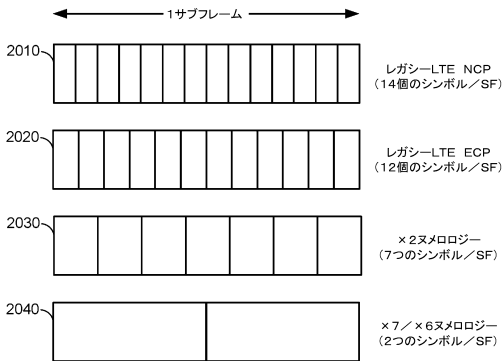 1サブフレーム
2010
レガシーLTE NCP
(14個のシンボル/SF)
2020
レガシーLTE ECP
(12個のシンボル/SF)
2030
×2ヌメロロジー
(7つのシンボル/SF)
2040
×7/×6ヌメロロジー
(2つのシンボル/SF)